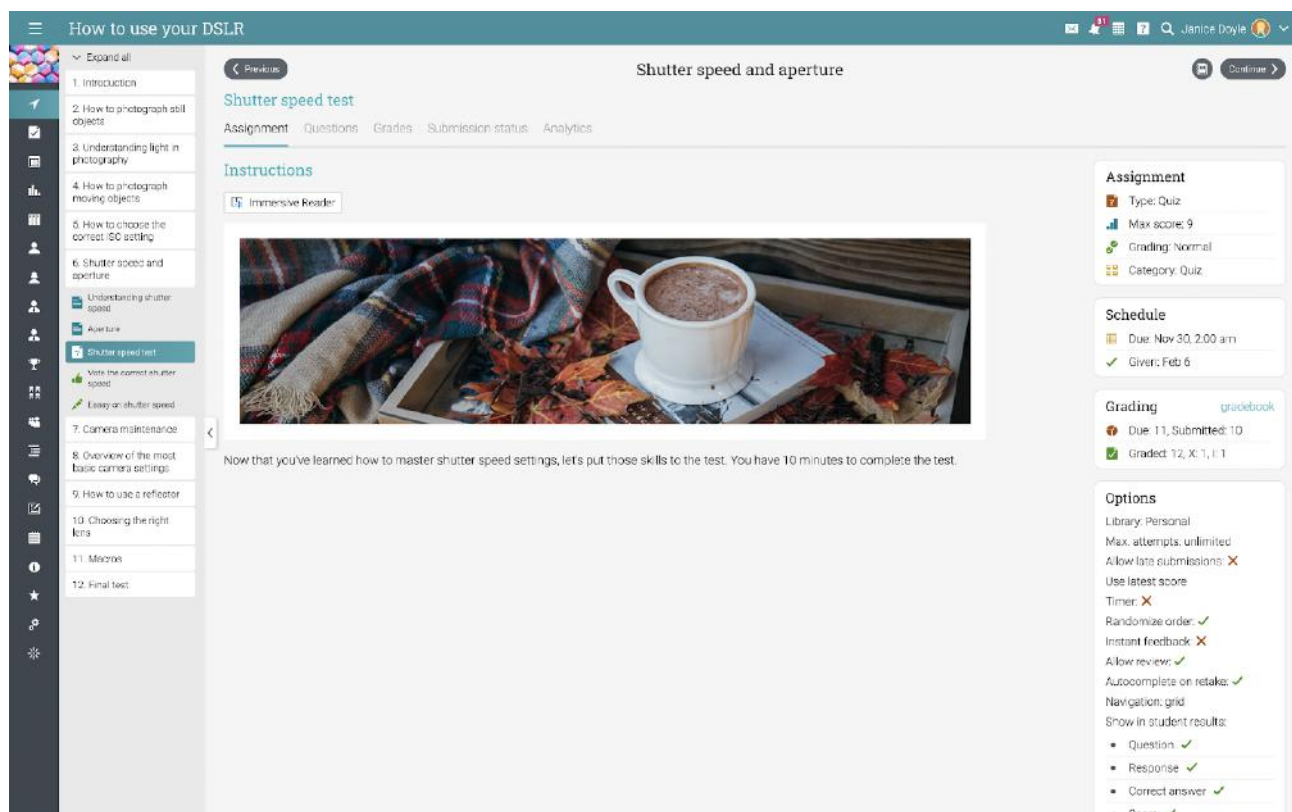 How to use your DSLR
Janice Doyle
Expand all
1. Introduction
2. How to photograph still
objects
3. Understanding light in
photography
4. How to photograph
moving objects
5. How to choose the
correct ISO setting
6. Shutter speed and
aperture
Understanding shutter
speed
Aperture
Shutter speed test
Vote the correct shutter
speed
Essay on shutter speed
7. Camera maintenance
8. Overview of the most
basic camera settings
9. How to use a reflector
10. Choosing the right
lens
11. Macros
12. Final test
Previous
Shutter speed and aperture
Continue
Shutter speed test
Assignment Questions Grades Submission status Analytics
Instructions
Immersive Reader
Now that you've learned how to master shutter speed settings, let's put those skills to the test. You have 10 minutes to complete the test.
Assignment
Type: Quiz
Max score: 9
Grading: Normal
Category: Quiz
Schedule
Due: Nov 30, 2:00 am
Given: Feb 6
Grading gradebook
Due: 11, Submitted: 10
Graded: 12, X: 1, I: 1
Options
Library: Personal
Max. attempts: unlimited
Allow late submissions:
Use latest score
Timer:
Randomize order:
Instant feedback:
Allow review:
Autocomplete on retake:
Navigation: grid
Show in student results:
Question
Response
Correct answer